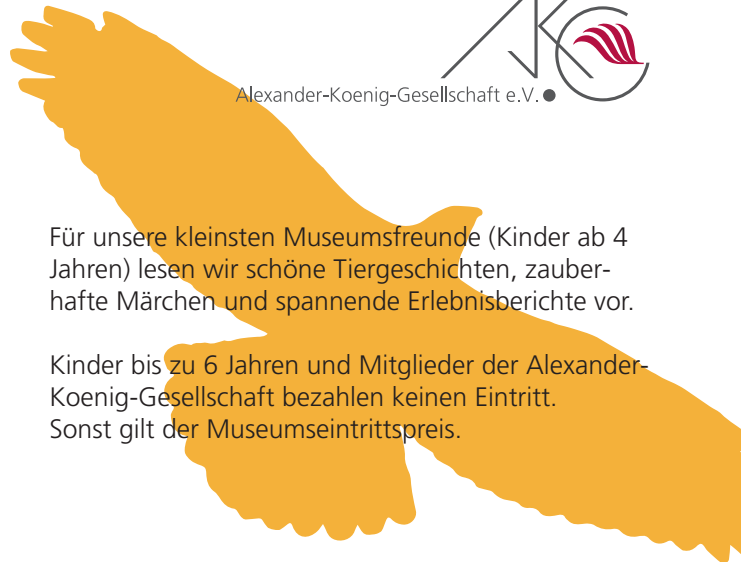 AKG
Alexander-Koenig-Gesellschaft e.V.
Für unsere kleinsten Museumsfreunde (Kinder ab 4
Jahren) lesen wir schöne Tiergeschichten, zauber-
hafte Märchen und spannende Erlebnisberichte vor.
Kinder bis zu 6 Jahren und Mitglieder der Alexander-
Koenig-Gesellschaft bezahlen keinen Eintritt.
Sonst gilt der Museumseintrittspreis.